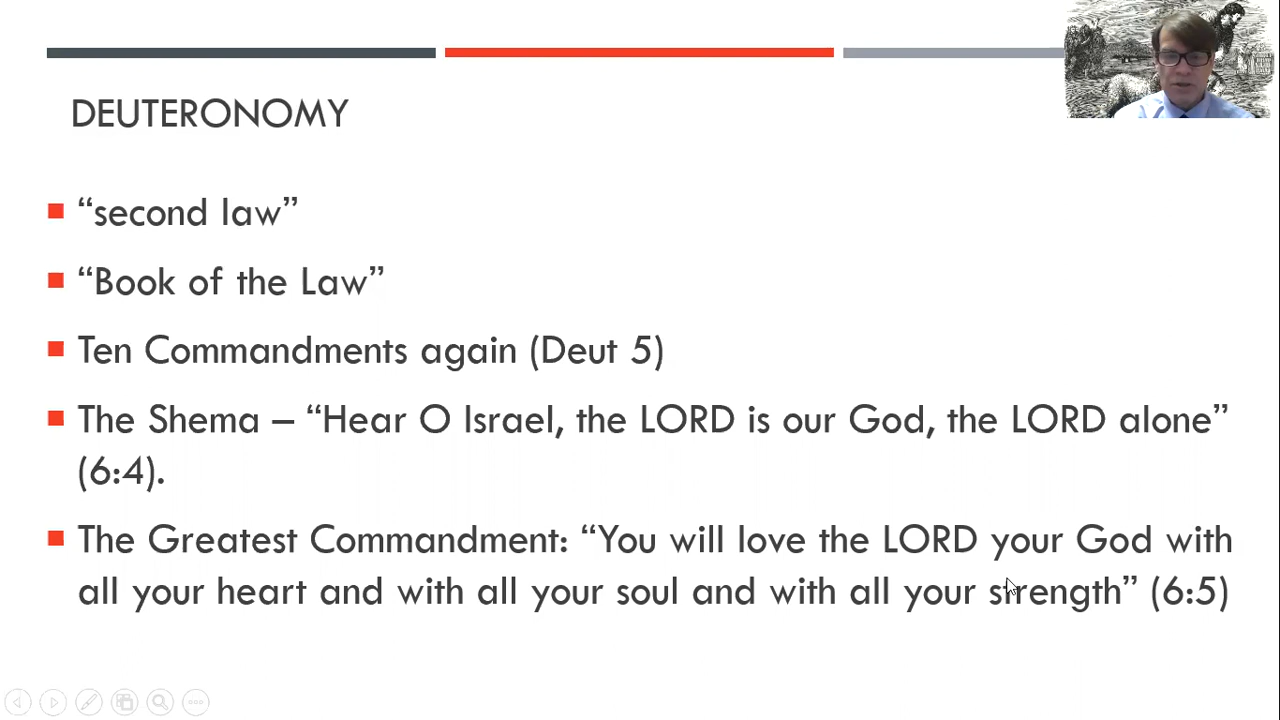 DEUTERONOMY
“second law”
“Book of the Law”
Ten Commandments again (Deut 5)
The Shema – “Hear O Israel, the LORD is our God, the LORD alone”
(6:4).
The Greatest Commandment: “You will love the LORD your God with
all your heart and with all your soul and with all your strength” (6:5)